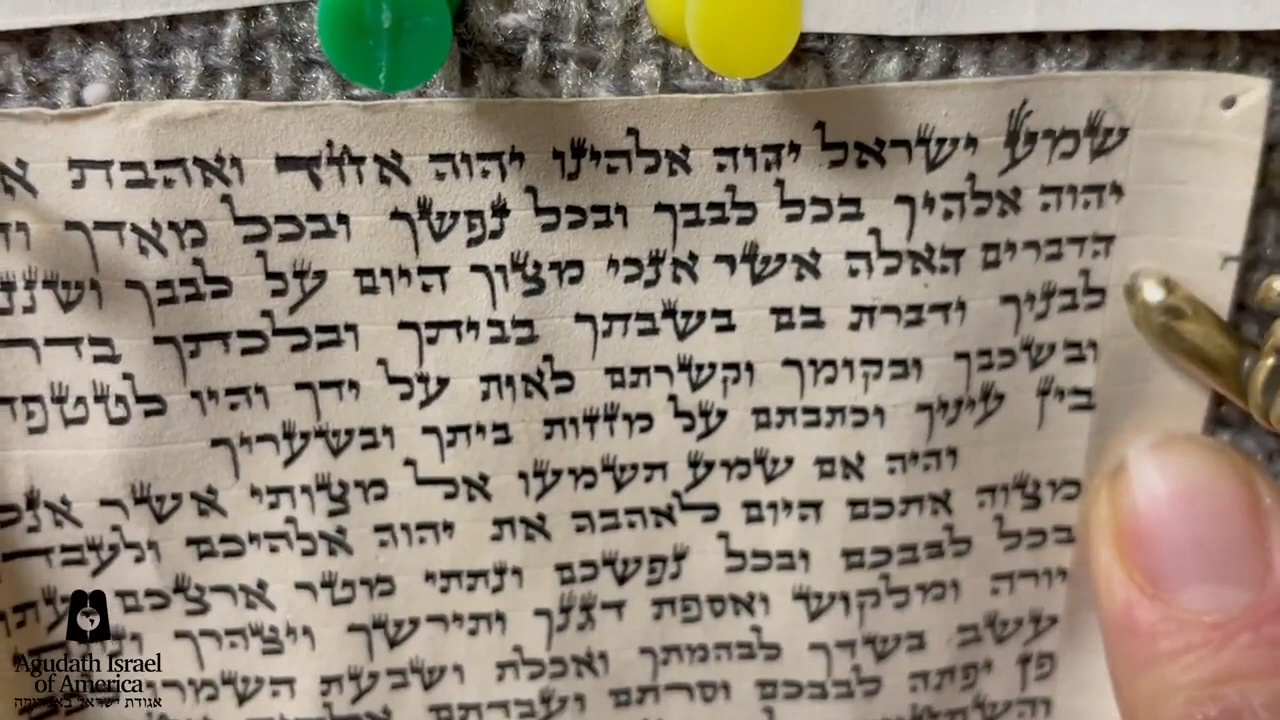 שמע ישראל יהוה אלהינו יהוה אחד ואהבת א
יהוה אלהיך בכל לבבך ובכל נפשך ובכל מאדך
הדברים האלה אשר אנכי מצוך היום על לבבך ושננ
לבניך ודברת בם בשבתך בביתך ובלכתך בדר
ובשכבך ובקומך וקשרתם לאות על ידך והיו לטטפ
בין עיניך וכתבתם על מזזות ביתך ובשעריך
והיה אם שמע תשמעו אל מצותי אשר אנכ
מצוה אתכם היום לאהבה את יהוה אלהיכם ולעבד
בכל לבבכם ובכל נפשכם ונתתי מטר ארצכם
יורה ומלקוש ואספת דגנך ותירשך ויצהרך
עשב בשדך לבהמתך ואכלת ושבעת השמרו
פן יפתה לבבכם וסרתם ועבדתם
Agudath Israel
of America
אגודת ישראל באמריקה